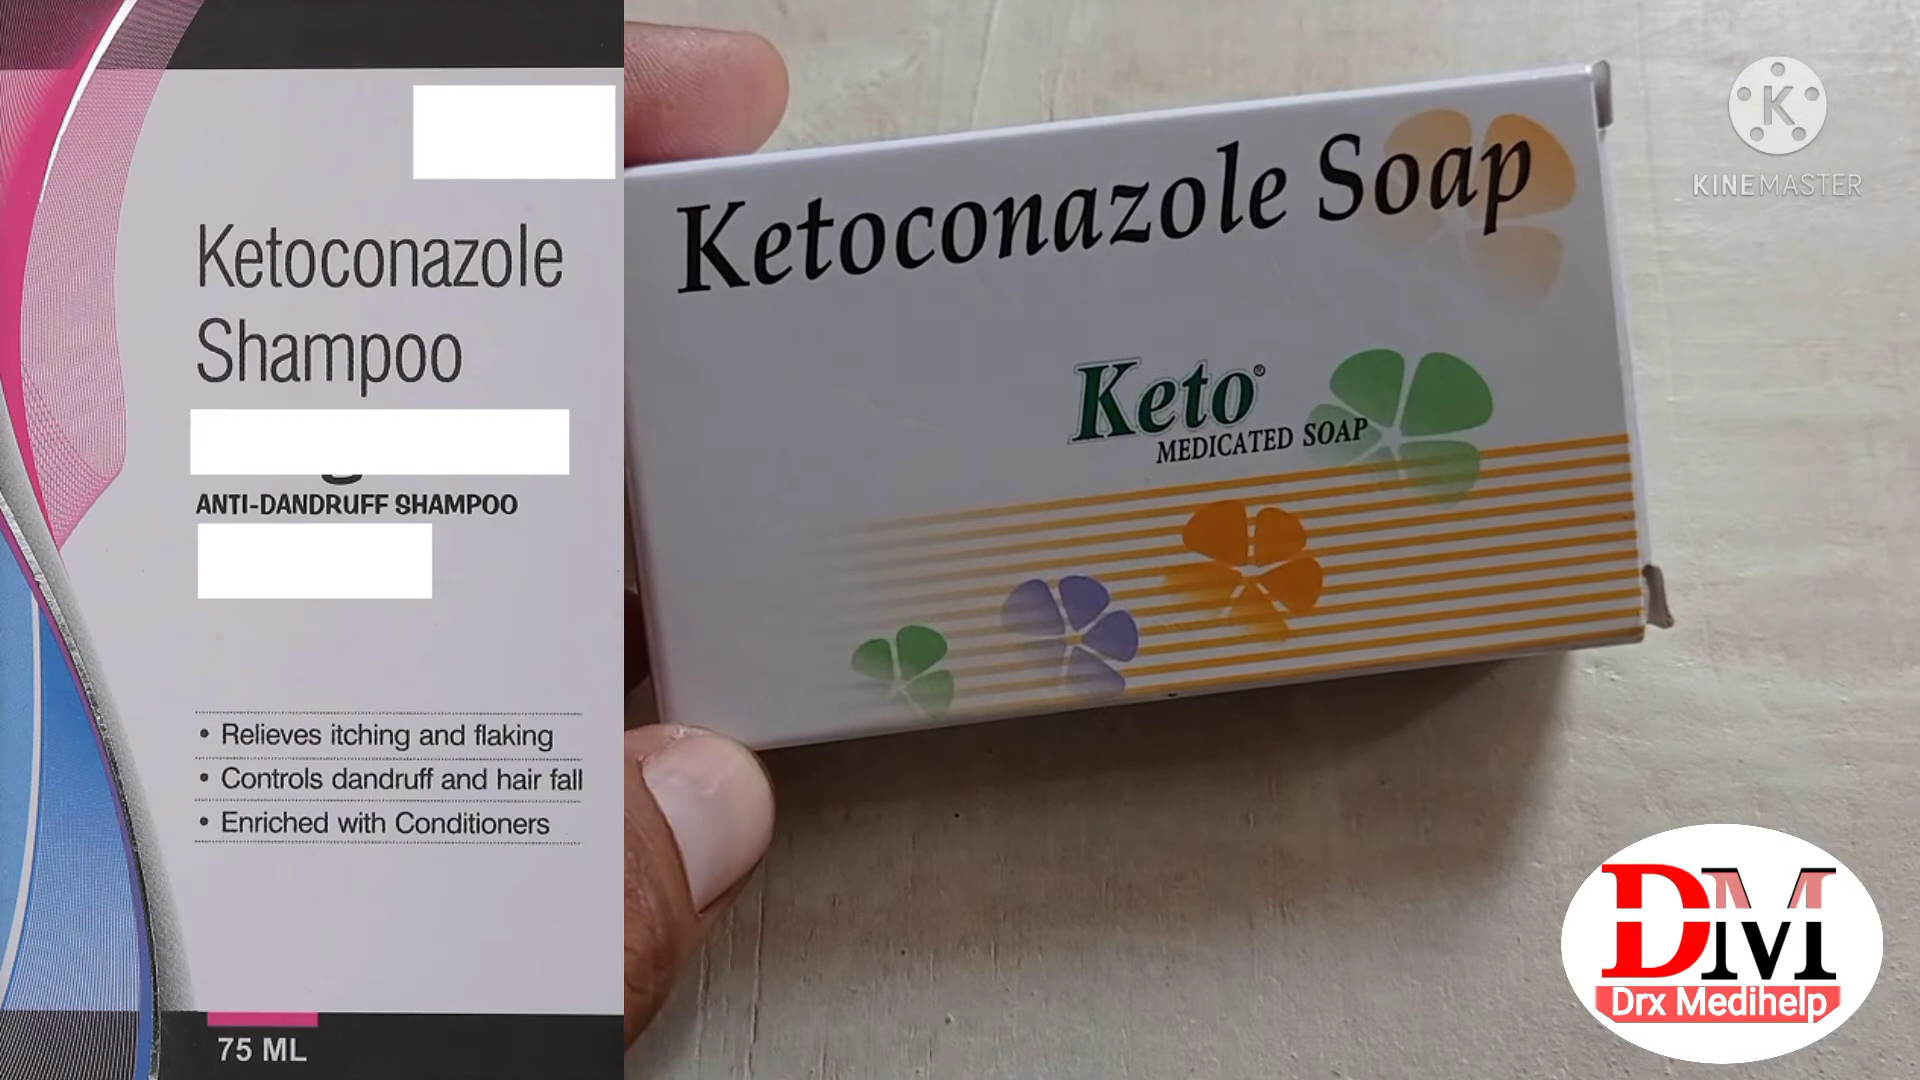 Ketoconazole
Shampoo
ANTI-DANDRUFF SHAMPOO
• Relieves itching and flaking
• Controls dandruff and hair fall
• Enriched with Conditioners
75 ML
Ketoconazole Soap
Keto®
MEDICATED SOAP
K
KINEMASTER
DM
Drx Medihelp